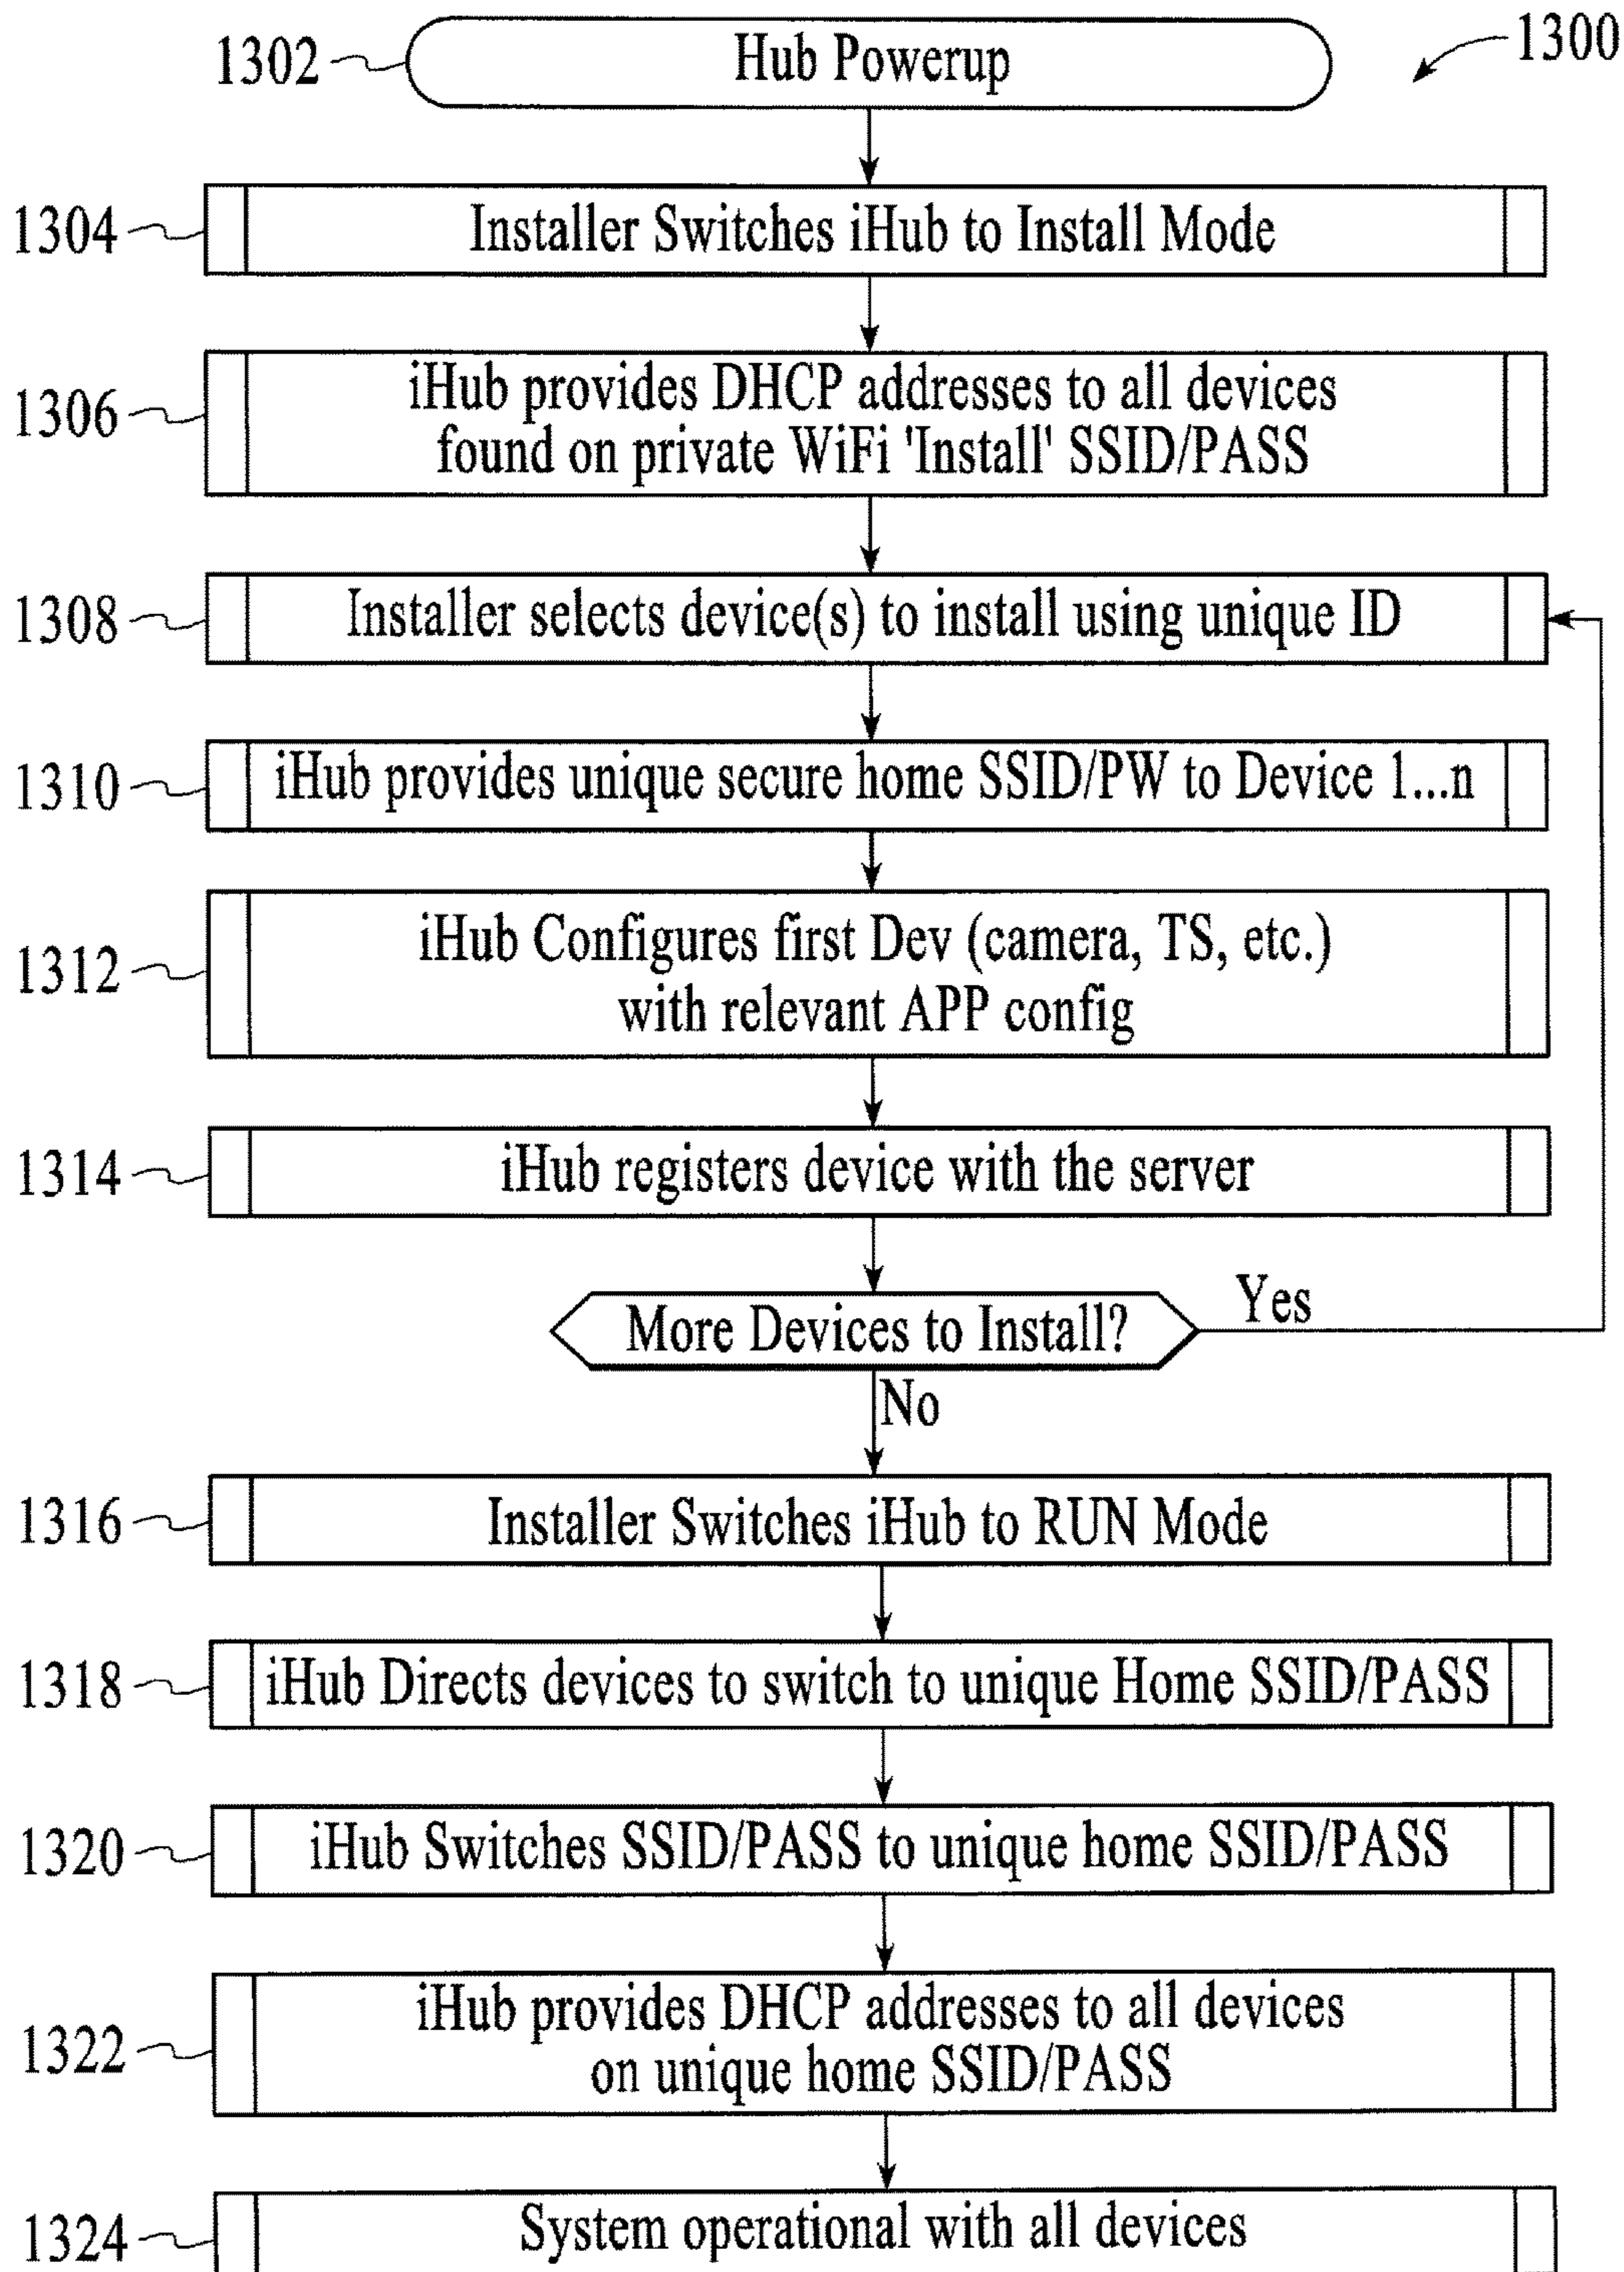 1302
Hub Powerup
1300
1304
Installer Switches iHub to Install Mode
1306
iHub provides DHCP addresses to all devices
found on private WiFi 'Install' SSID/PASS
1308
Installer selects device(s) to install using unique ID
1310
iHub provides unique secure home SSID/PW to Device 1...n
1312
iHub Configures first Dev (camera, TS, etc.)
with relevant APP config
1314
iHub registers device with the server
More Devices to Install?
Yes
No
1316
Installer Switches iHub to RUN Mode
1318
iHub Directs devices to switch to unique Home SSID/PASS
1320
iHub Switches SSID/PASS to unique home SSID/PASS
1322
iHub provides DHCP addresses to all devices
on unique home SSID/PASS
1324
System operational with all devices